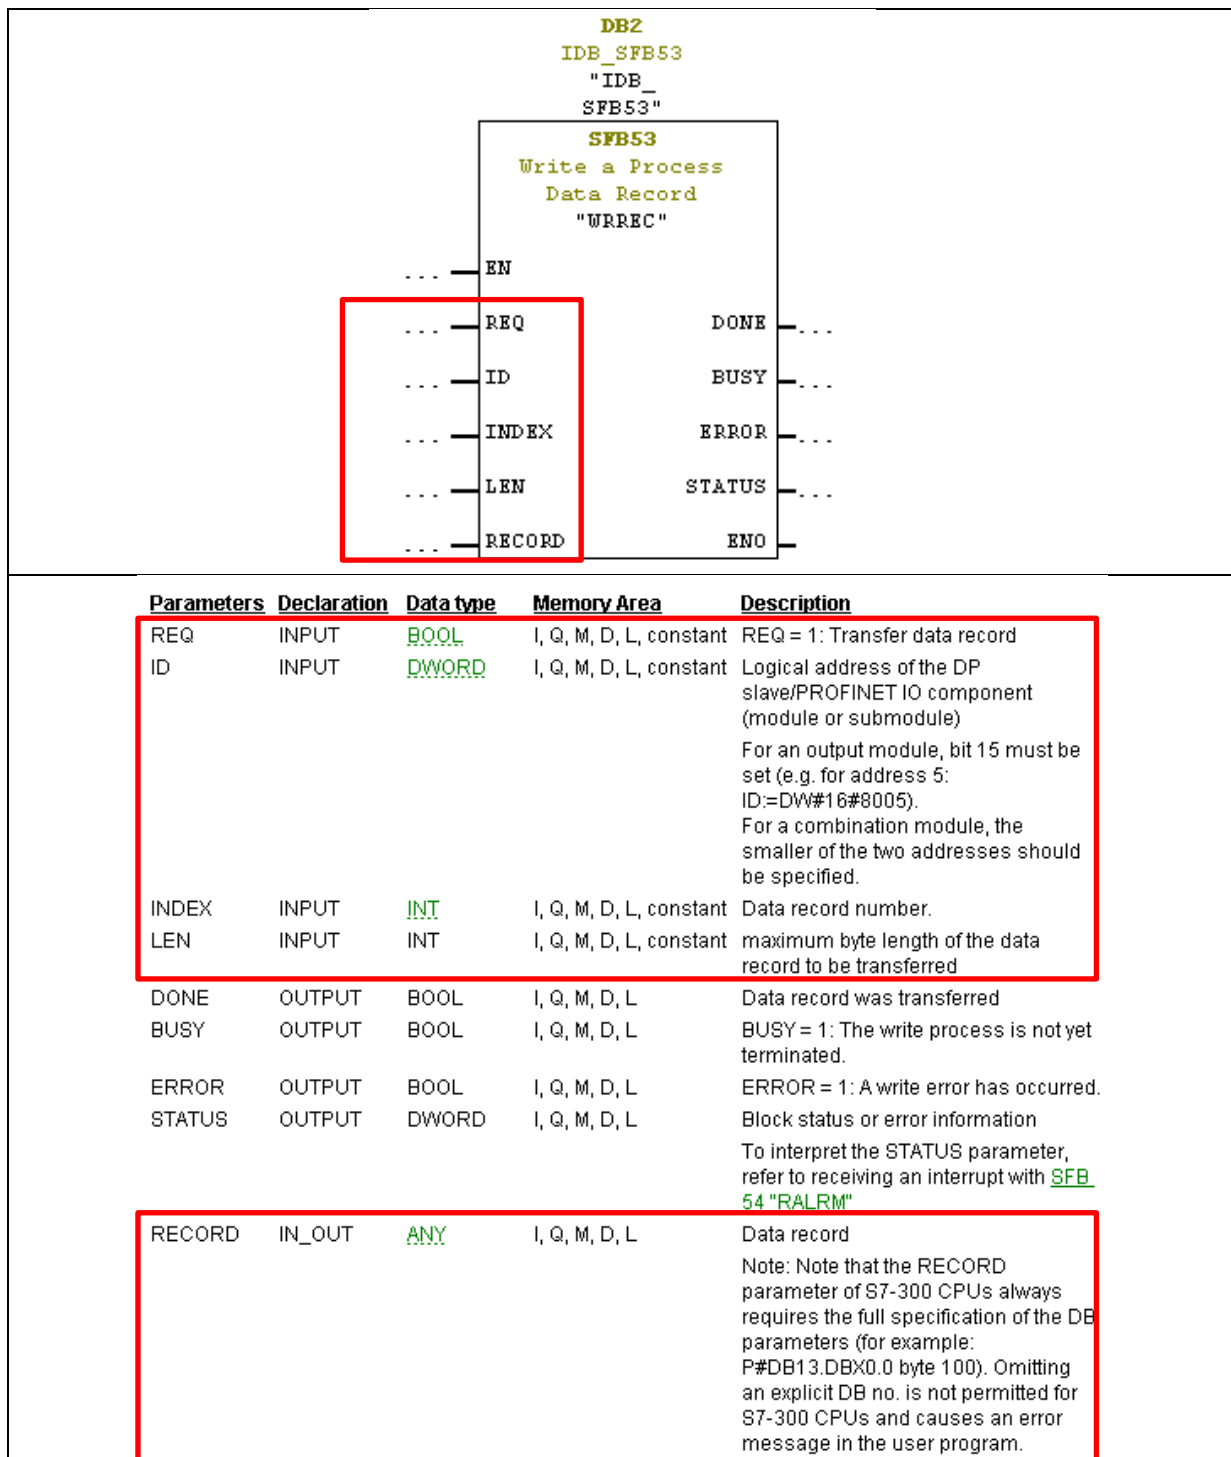 DB2
IDB_SFB53
"IDB_
SFB53"
SFB53
Write a Process
Data Record
"WRREC"
... EN
... REQ DONE ...
... ID BUSY ...
... INDEX ERROR ...
... LEN STATUS ...
... RECORD ENO
Parameters Declaration Data type Memory Area Description
REQ INPUT BOOL I, Q, M, D, L, constant REQ = 1: Transfer data record
ID INPUT DWORD I, Q, M, D, L, constant Logical address of the DP
slave/PROFINET IO component
(module or submodule)
For an output module, bit 15 must be
set (e.g. for address 5:
ID:=DW#16#8005).
For a combination module, the
smaller of the two addresses should
be specified.
INDEX INPUT INT I, Q, M, D, L, constant Data record number.
LEN INPUT INT I, Q, M, D, L, constant maximum byte length of the data
record to be transferred
DONE OUTPUT BOOL I, Q, M, D, L Data record was transferred
BUSY OUTPUT BOOL I, Q, M, D, L BUSY = 1: The write process is not yet
terminated.
ERROR OUTPUT BOOL I, Q, M, D, L ERROR = 1: A write error has occurred.
STATUS OUTPUT DWORD I, Q, M, D, L Block status or error information
To interpret the STATUS parameter,
refer to receiving an interrupt with SFB
54 "RALRM"
RECORD IN_OUT ANY I, Q, M, D, L Data record
Note: Note that the RECORD
parameter of S7-300 CPUs always
requires the full specification of the DB
parameters (for example:
P#DB13.DBX0.0 byte 100). Omitting
an explicit DB no. is not permitted for
S7-300 CPUs and causes an error
message in the user program.